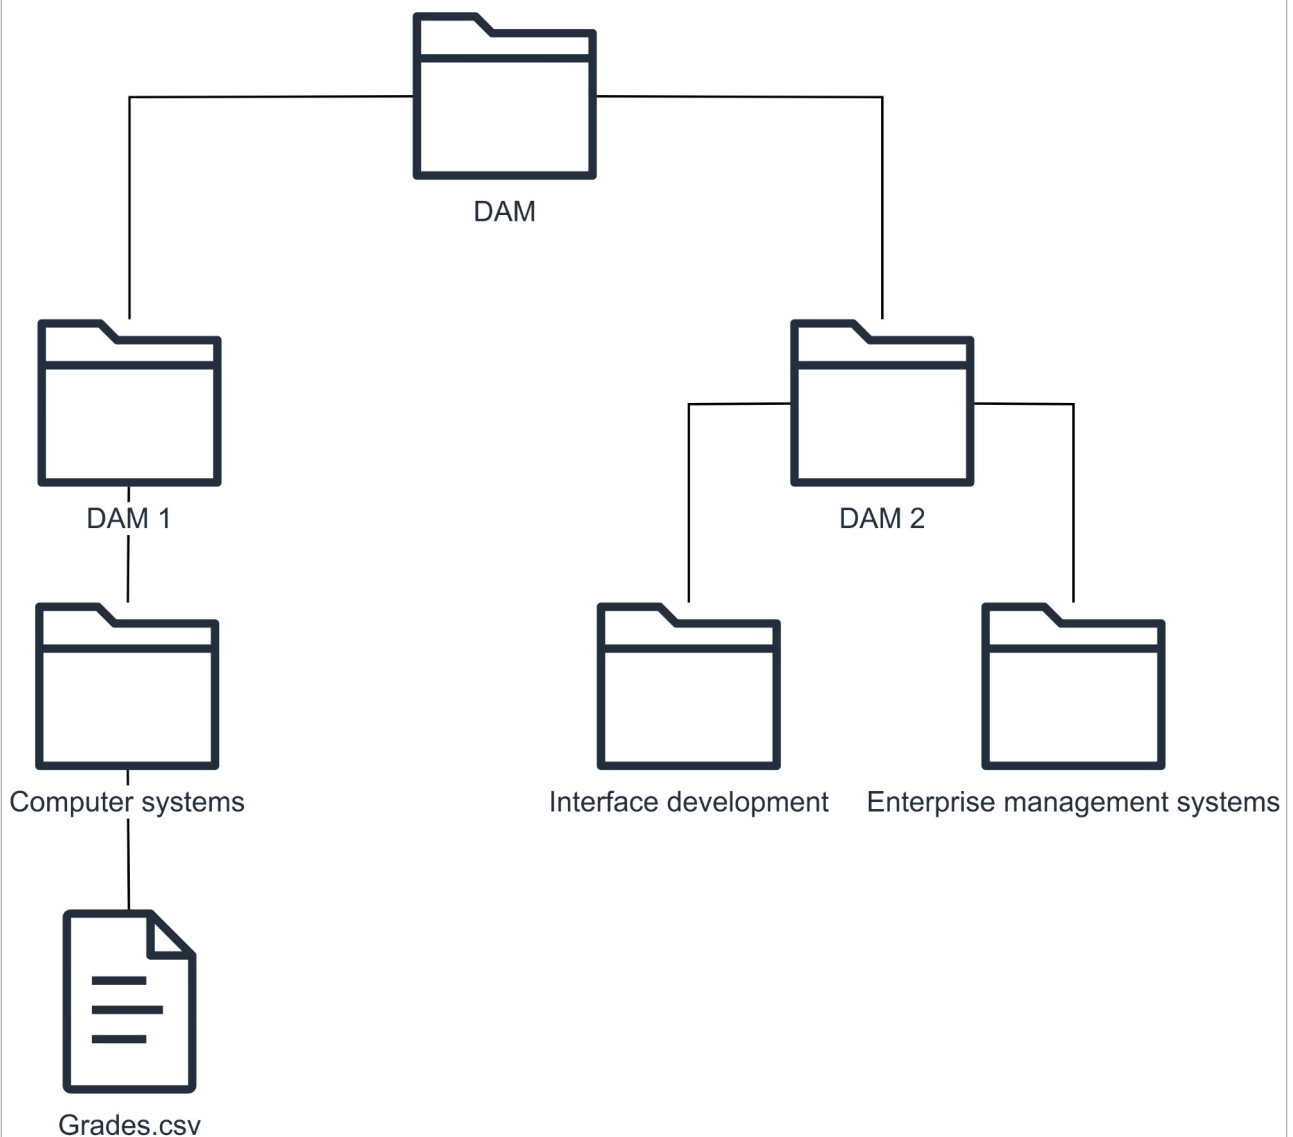 DAM
DAM 1
DAM 2
Computer systems
Interface development
Enterprise management systems
Grades.csv